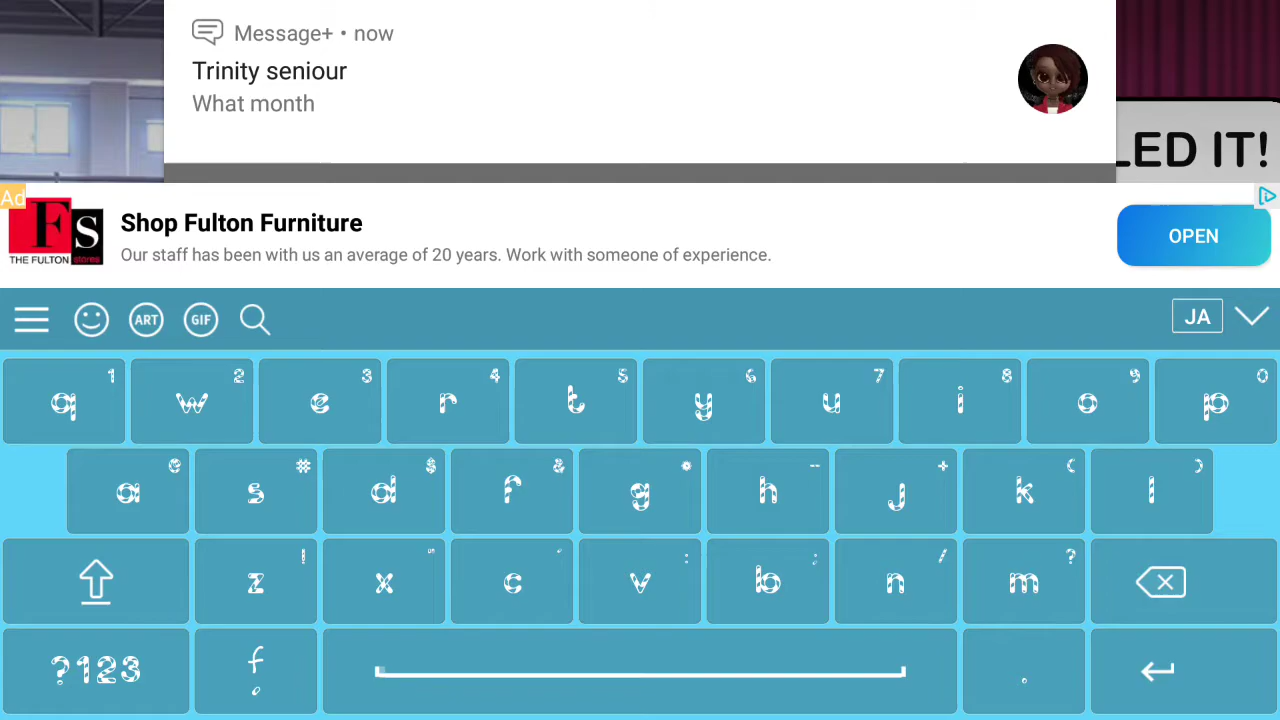 Message+ • now
Trinity seniour
What month
LED IT!
Ad
Shop Fulton Furniture
Our staff has been with us an average of 20 years. Work with someone of experience.
OPEN
FS
THE FULTON stores
ART GIF
JA
1 2 3 4 5 6 7 8 9 0
q w e r t y u i o p
@ # $ & * - + ( )
a s d f g h j k l
! " ' : ; / ?
z x c v b n m
?123 f .